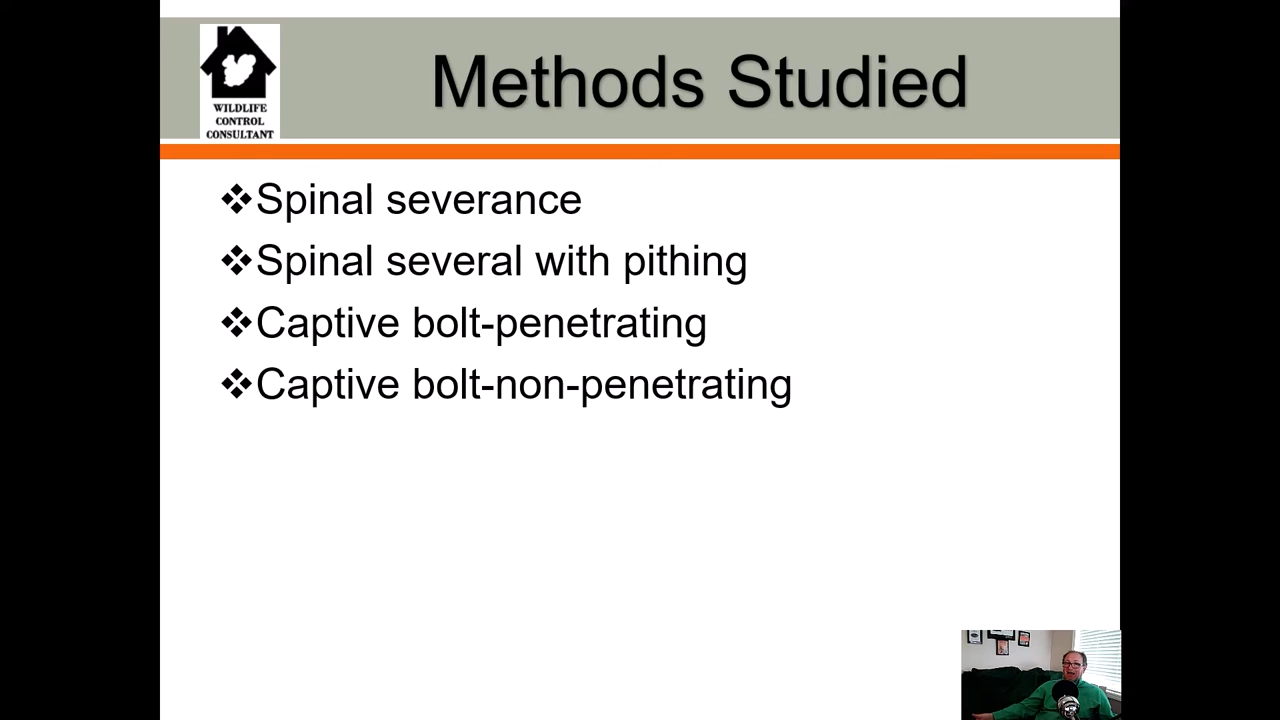 WILDLIFE
CONTROL
CONSULTANT
Methods Studied
❖Spinal severance
❖Spinal several with pithing
❖Captive bolt-penetrating
❖Captive bolt-non-penetrating